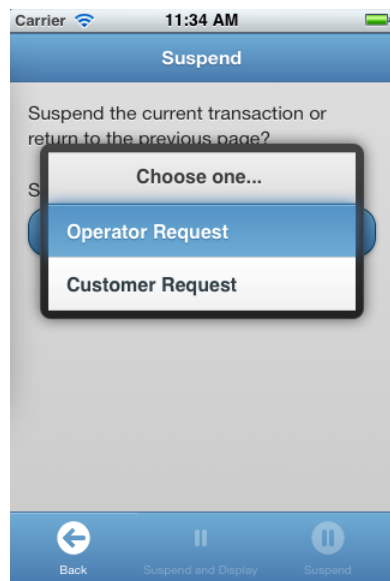 Carrier 11:34 AM
Suspend
Suspend the current transaction or
return to the previous page?
S
Choose one...
Operator Request
Customer Request
Back Suspend and Display Suspend